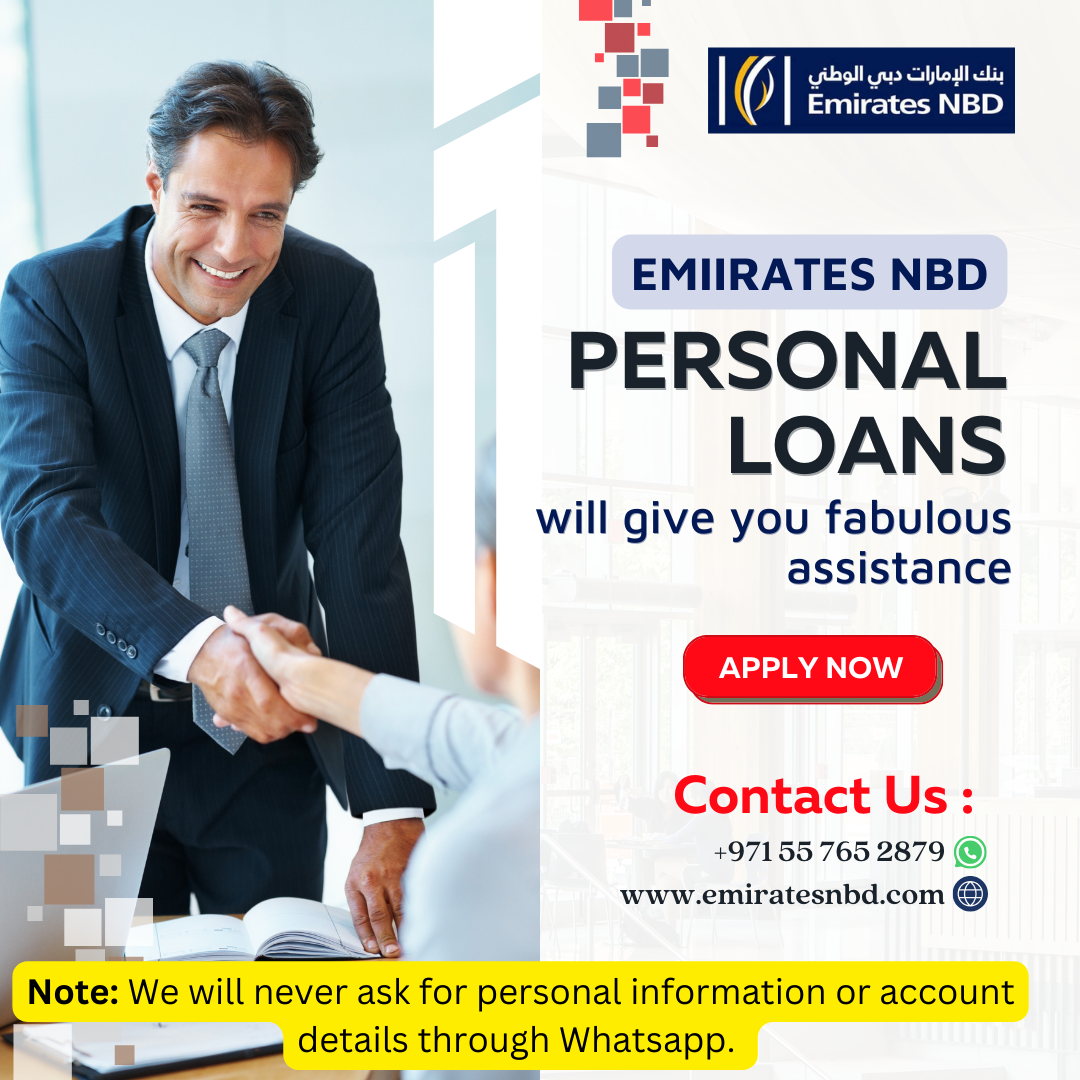 بنك الإمارات دبي الوطني
Emirates NBD
EMIIRATES NBD
PERSONAL
LOANS
will give you fabulous
assistance
APPLY NOW
Contact Us :
+971 55 765 2879
www.emiratesnbd.com
Note: We will never ask for personal information or account
details through Whatsapp.